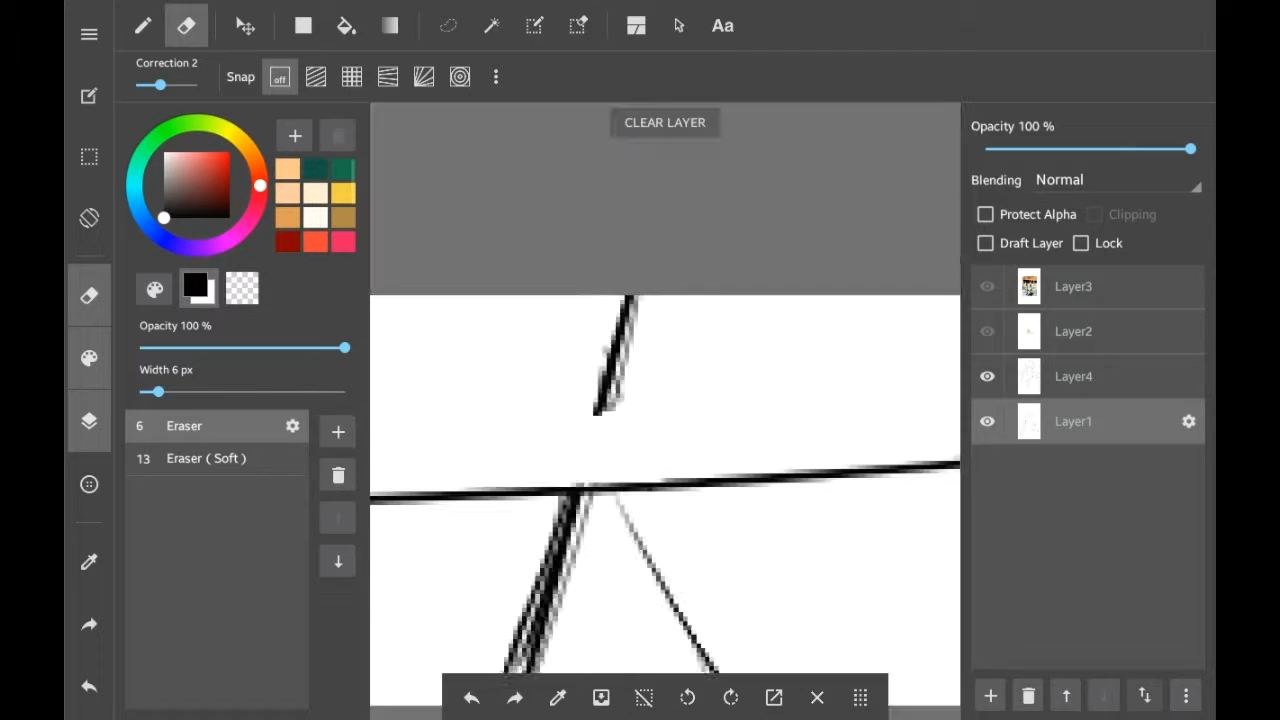 Aa
Correction 2
Snap
off
CLEAR LAYER
Opacity 100 %
Width 6 px
6 Eraser
13 Eraser ( Soft )
Opacity 100 %
Blending Normal
Protect Alpha
Clipping
Draft Layer
Lock
Layer3
Layer2
Layer4
Layer1